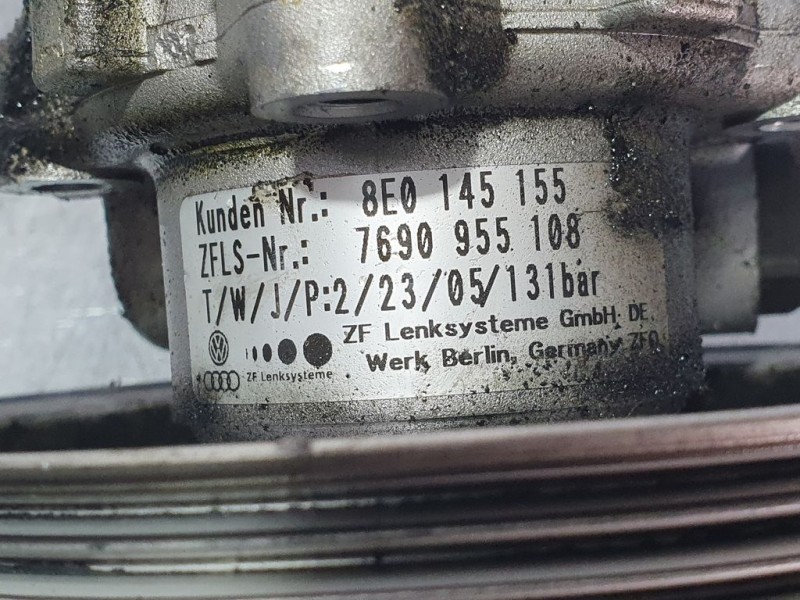 Kunden Nr.: 8E0 145 155
ZFLS-Nr.: 7690 955 108
T/W/J/P:2/23/05/131bar
ZF Lenksysteme GmbH, DE
Werk Berlin, Germany
ZF Lenksysteme